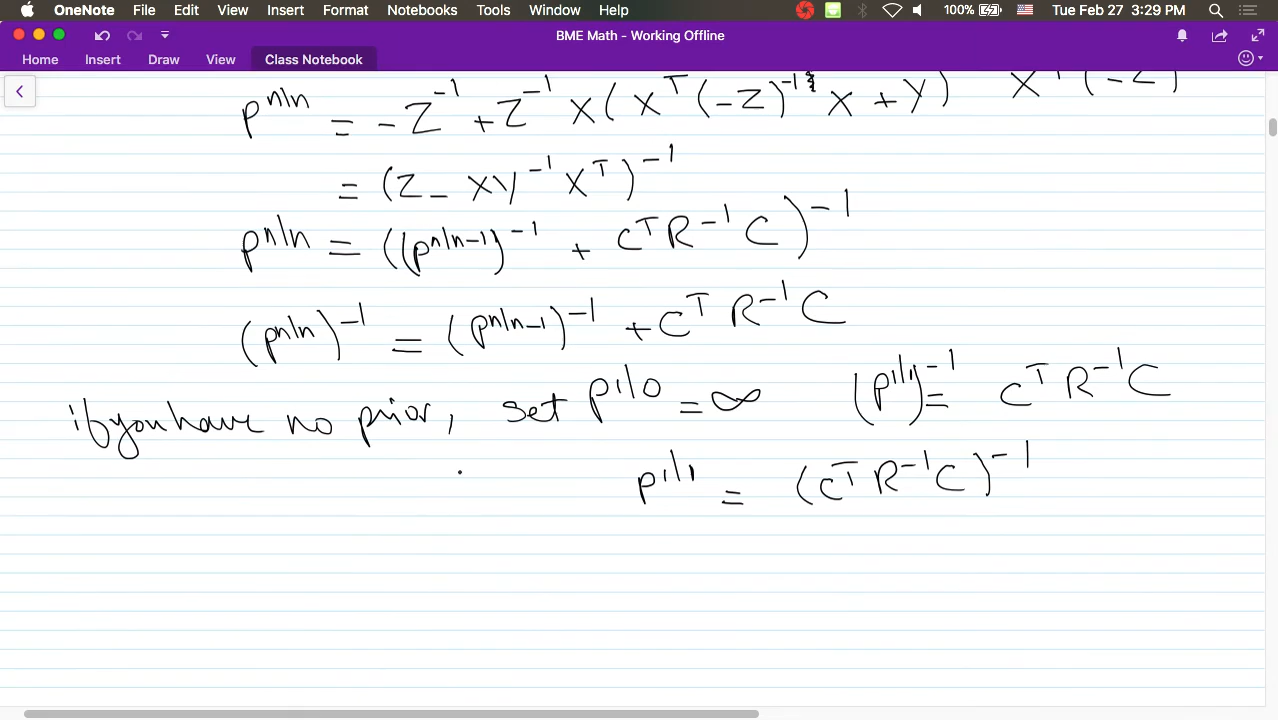 OneNote File Edit View Insert Format Notebooks Tools Window Help 100% Tue Feb 27 3:29 PM
BME Math - Working Offline
Home Insert Draw View Class Notebook
P^{n|n} = -Z^{-1} + Z^{-1} X (X^T (-Z)^{-1} X + Y) X^T (-Z)
= (Z - XY^{-1} X^T)^{-1}
P^{n|n} = ((P^{n|n-1})^{-1} + C^T R^{-1} C)^{-1}
(P^{n|n})^{-1} = (P^{n|n-1})^{-1} + C^T R^{-1} C
if you have no prior, set P^{1|0} = ∞ (P^{1|1})^{-1} = C^T R^{-1} C
P^{1|1} = (C^T R^{-1} C)^{-1}